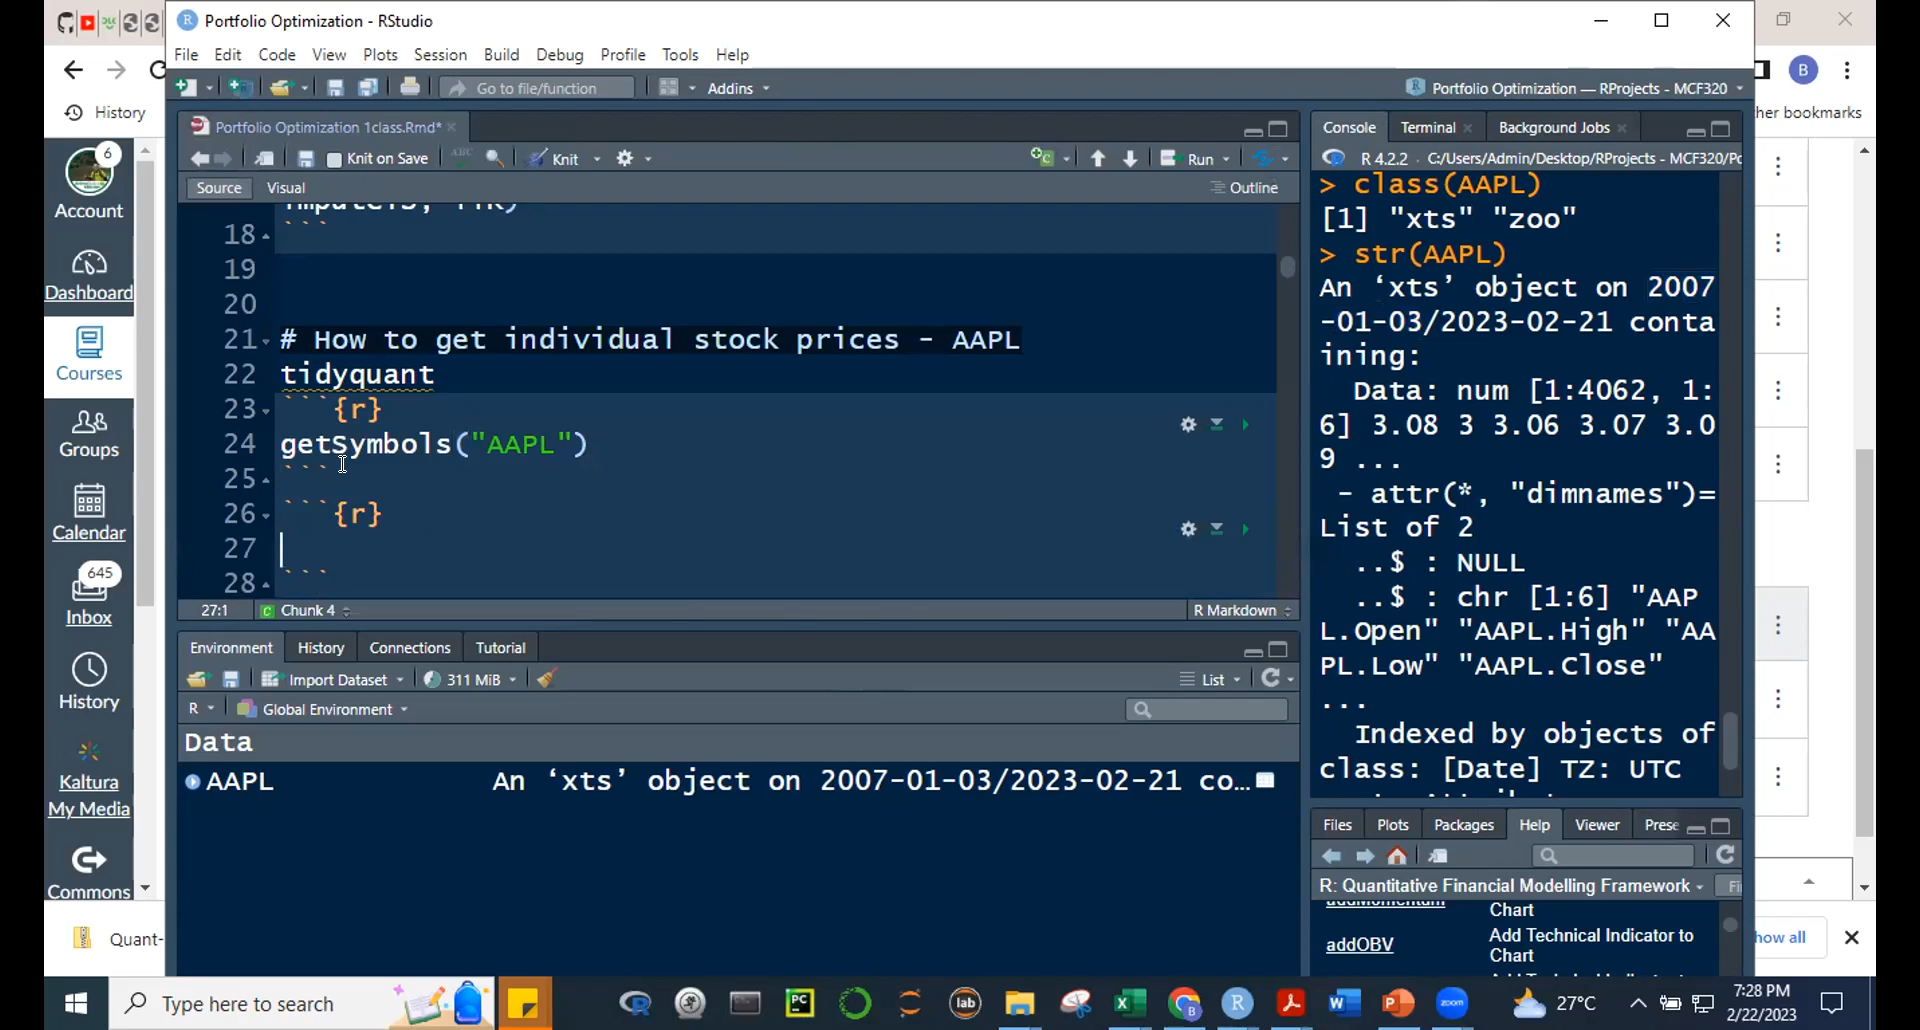 Portfolio Optimization - RStudio
File Edit Code View Plots Session Build Debug Profile Tools Help
Go to file/function
Addins
Portfolio Optimization — RProjects - MCF320
History
her bookmarks
B
6
Account
Dashboard
Courses
Groups
Calendar
645
Inbox
History
Kaltura
My Media
Commons
Portfolio Optimization 1class.Rmd*
Knit on Save
ABC
Knit
Run
Source Visual
Outline
18 ```
19
20
21 # How to get individual stock prices - AAPL
22 tidyquant
23 ```{r}
24 getSymbols("AAPL")
25 ```
26 ```{r}
27
28 ```
27:1 Chunk 4
R Markdown
Environment History Connections Tutorial
Import Dataset 311 MiB
List
R Global Environment
Data
AAPL An ‘xts’ object on 2007-01-03/2023-02-21 co…
Console Terminal Background Jobs
R 4.2.2 · C:/Users/Admin/Desktop/RProjects - MCF320/Pc
> class(AAPL)
[1] "xts" "zoo"
> str(AAPL)
An ‘xts’ object on 2007
-01-03/2023-02-21 conta
ining:
Data: num [1:4062, 1:
6] 3.08 3 3.06 3.07 3.0
9 ...
- attr(*, "dimnames")=
List of 2
..$ : NULL
..$ : chr [1:6] "AAP
L.Open" "AAPL.High" "AA
PL.Low" "AAPL.Close"
...
Indexed by objects of
class: [Date] TZ: UTC
Files Plots Packages Help Viewer Prese
R: Quantitative Financial Modelling Framework
Fi
addMomentum
Chart
addOBV Add Technical Indicator to
Chart
Quant-
how all
Type here to search
PC
lab
zoom
27°C
7:28 PM
2/22/2023